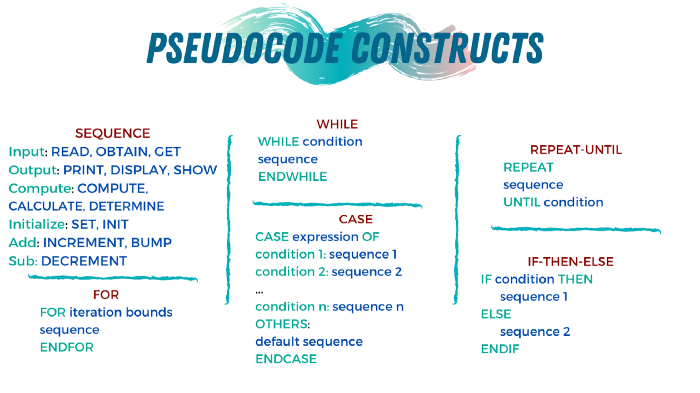 PSEUDOCODE CONSTRUCTS
SEQUENCE
Input: READ, OBTAIN, GET
Output: PRINT, DISPLAY, SHOW
Compute: COMPUTE,
CALCULATE, DETERMINE
Initialize: SET, INIT
Add: INCREMENT, BUMP
Sub: DECREMENT
FOR
FOR iteration bounds
sequence
ENDFOR
WHILE
WHILE condition
sequence
ENDWHILE
CASE
CASE expression OF
condition 1: sequence 1
condition 2: sequence 2
...
condition n: sequence n
OTHERS:
default sequence
ENDCASE
REPEAT-UNTIL
REPEAT
sequence
UNTIL condition
IF-THEN-ELSE
IF condition THEN
sequence 1
ELSE
sequence 2
ENDIF